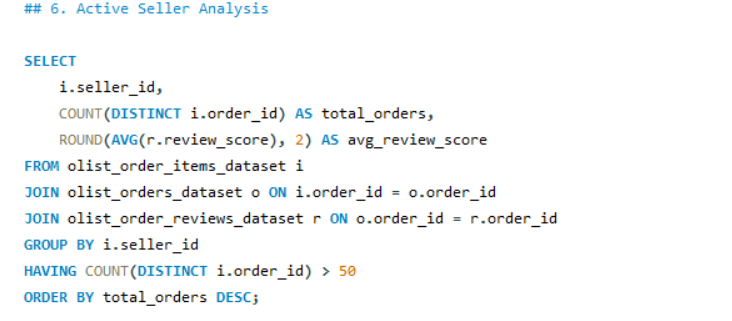 ## 6. Active Seller Analysis
SELECT
i.seller_id,
COUNT(DISTINCT i.order_id) AS total_orders,
ROUND(AVG(r.review_score), 2) AS avg_review_score
FROM olist_order_items_dataset i
JOIN olist_orders_dataset o ON i.order_id = o.order_id
JOIN olist_order_reviews_dataset r ON o.order_id = r.order_id
GROUP BY i.seller_id
HAVING COUNT(DISTINCT i.order_id) > 50
ORDER BY total_orders DESC;